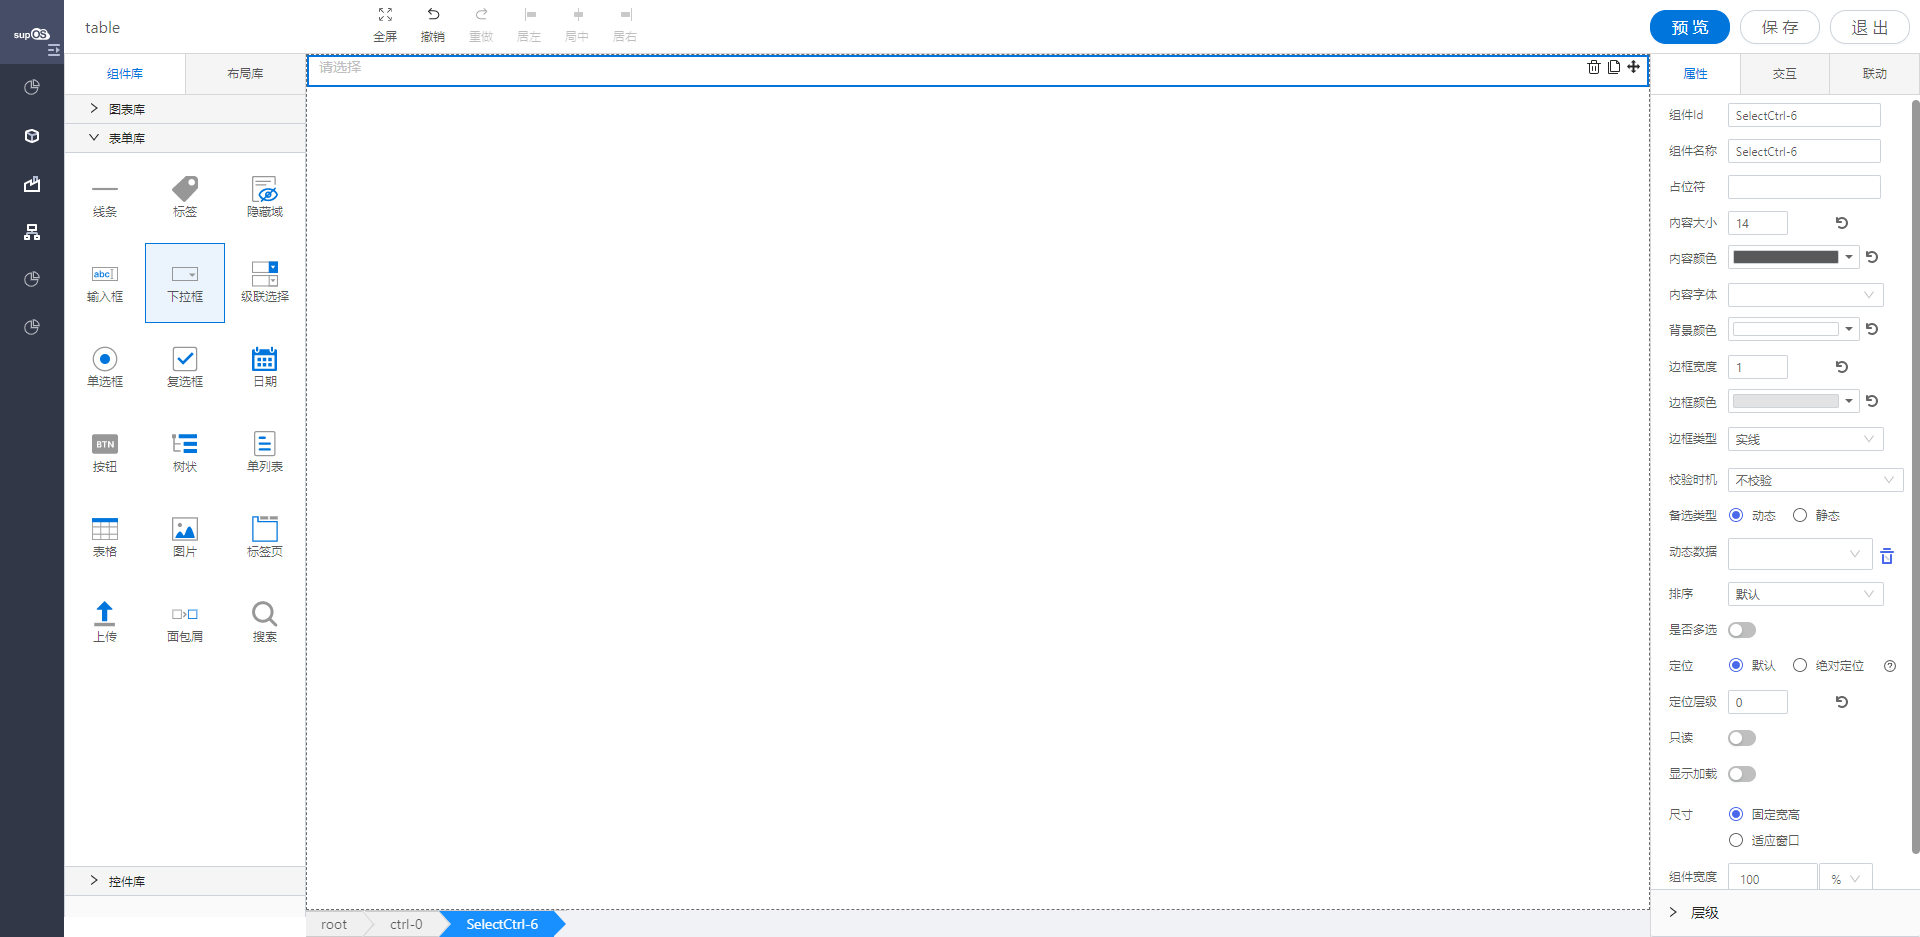 supOS
table
全屏
撤销
重做
居左
局中
居右
预 览
保 存
退 出
组件库
布局库
图表库
表单库
线条
标签
隐藏域
abc
输入框
下拉框
级联选择
单选框
复选框
日期
BTN
按钮
树状
单列表
表格
图片
标签页
上传
面包屑
搜索
控件库
请选择
root
ctrl-0
SelectCtrl-6
属性
交互
联动
组件Id
SelectCtrl-6
组件名称
SelectCtrl-6
占位符
内容大小
14
内容颜色
内容字体
背景颜色
边框宽度
1
边框颜色
边框类型
实线
校验时机
不校验
备选类型
动态
静态
动态数据
排序
默认
是否多选
定位
默认
绝对定位
定位层级
0
只读
显示加载
尺寸
固定宽高
适应窗口
组件宽度
100
%
层级